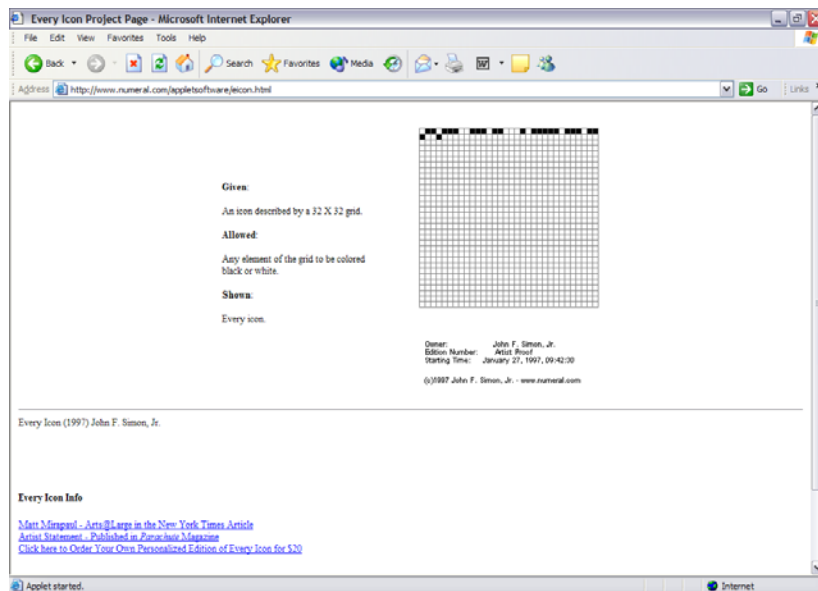 Every Icon Project Page - Microsoft Internet Explorer
File Edit View Favorites Tools Help
Back Search Favorites Media
Address http://www.numeral.com/appletsoftware/eicon.html Go Links
Given:
An icon described by a 32 X 32 grid.
Allowed:
Any element of the grid to be colored
black or white.
Shown:
Every icon.
Owner: John F. Simon, Jr.
Edition Number: Artist Proof
Starting Time: January 27, 1997, 09:42:30
(c)1997 John F. Simon, Jr. - www.numeral.com
Every Icon (1997) John F. Simon, Jr.
Every Icon Info
Matt Mirapaul - Arts@Large in the New York Times Article
Artist Statement - Published in Parachute Magazine
Click here to Order Your Own Personalized Edition of Every Icon for $20
Applet started. Internet